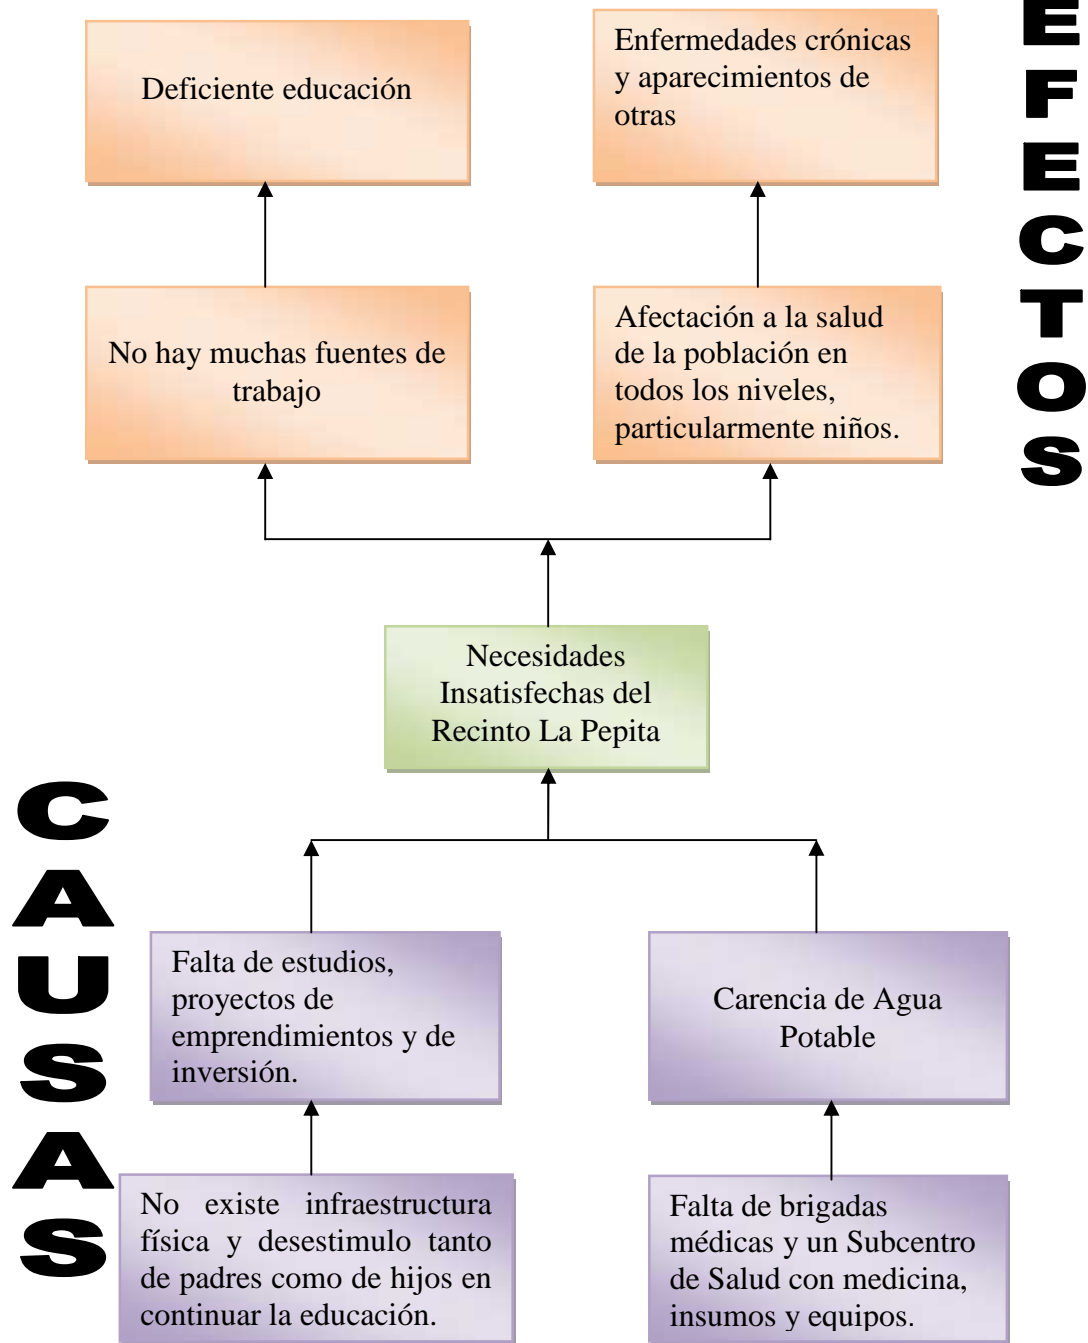 EFECTOS
Deficiente educación
Enfermedades crónicas
y aparecimientos de
otras
No hay muchas fuentes de
trabajo
Afectación a la salud
de la población en
todos los niveles,
particularmente niños.
Necesidades
Insatisfechas del
Recinto La Pepita
CAUSAS
Falta de estudios,
proyectos de
emprendimientos y de
inversión.
Carencia de Agua
Potable
No existe infraestructura
física y desestimulo tanto
de padres como de hijos en
continuar la educación.
Falta de brigadas
médicas y un Subcentro
de Salud con medicina,
insumos y equipos.